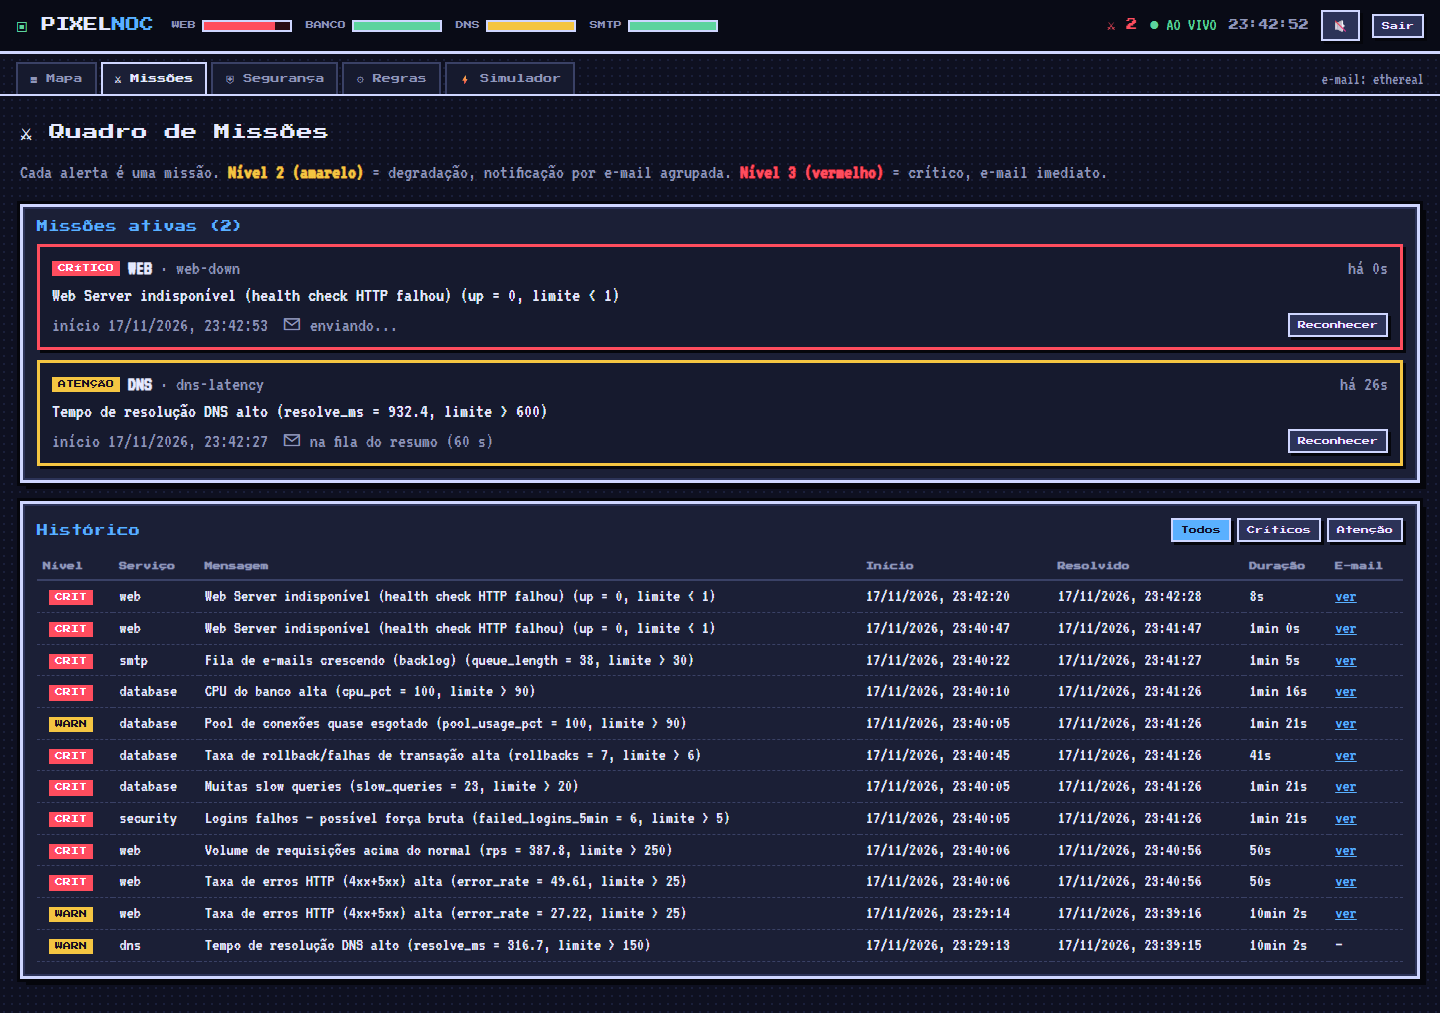 PIXELNOC WEB BANCO DNS SMTP 2 AO VIVO 23:42:52 Sair
Mapa Missões Segurança Regras Simulador e-mail: ethereal
Quadro de Missões
Cada alerta é uma missão. Nível 2 (amarelo) = degradação, notificação por e-mail agrupada. Nível 3 (vermelho) = crítico, e-mail imediato.
Missões ativas (2)
CRíTICO WEB · web-down há 0s
Web Server indisponível (health check HTTP falhou) (up = 0, limite < 1)
início 17/11/2026, 23:42:53 enviando... Reconhecer
ATENÇÃO DNS · dns-latency há 26s
Tempo de resolução DNS alto (resolve_ms = 932.4, limite > 600)
início 17/11/2026, 23:42:27 na fila do resumo (60 s) Reconhecer
Histórico Todos Críticos Atenção
Nível Serviço Mensagem Início Resolvido Duração E-mail
CRIT web Web Server indisponível (health check HTTP falhou) (up = 0, limite < 1) 17/11/2026, 23:42:20 17/11/2026, 23:42:28 8s ver
CRIT web Web Server indisponível (health check HTTP falhou) (up = 0, limite < 1) 17/11/2026, 23:40:47 17/11/2026, 23:41:47 1min 0s ver
CRIT smtp Fila de e-mails crescendo (backlog) (queue_length = 38, limite > 30) 17/11/2026, 23:40:22 17/11/2026, 23:41:27 1min 5s ver
CRIT database CPU do banco alta (cpu_pct = 100, limite > 90) 17/11/2026, 23:40:10 17/11/2026, 23:41:26 1min 16s ver
WARN database Pool de conexões quase esgotado (pool_usage_pct = 100, limite > 90) 17/11/2026, 23:40:05 17/11/2026, 23:41:26 1min 21s ver
CRIT database Taxa de rollback/falhas de transação alta (rollbacks = 7, limite > 6) 17/11/2026, 23:40:45 17/11/2026, 23:41:26 41s ver
CRIT database Muitas slow queries (slow_queries = 23, limite > 20) 17/11/2026, 23:40:05 17/11/2026, 23:41:26 1min 21s ver
CRIT security Logins falhos — possível força bruta (failed_logins_5min = 6, limite > 5) 17/11/2026, 23:40:05 17/11/2026, 23:41:26 1min 21s ver
CRIT web Volume de requisições acima do normal (rps = 387.8, limite > 250) 17/11/2026, 23:40:06 17/11/2026, 23:40:56 50s ver
CRIT web Taxa de erros HTTP (4xx+5xx) alta (error_rate = 49.61, limite > 25) 17/11/2026, 23:40:06 17/11/2026, 23:40:56 50s ver
WARN web Taxa de erros HTTP (4xx+5xx) alta (error_rate = 27.22, limite > 25) 17/11/2026, 23:29:14 17/11/2026, 23:39:16 10min 2s ver
WARN dns Tempo de resolução DNS alto (resolve_ms = 316.7, limite > 150) 17/11/2026, 23:29:13 17/11/2026, 23:39:15 10min 2s —